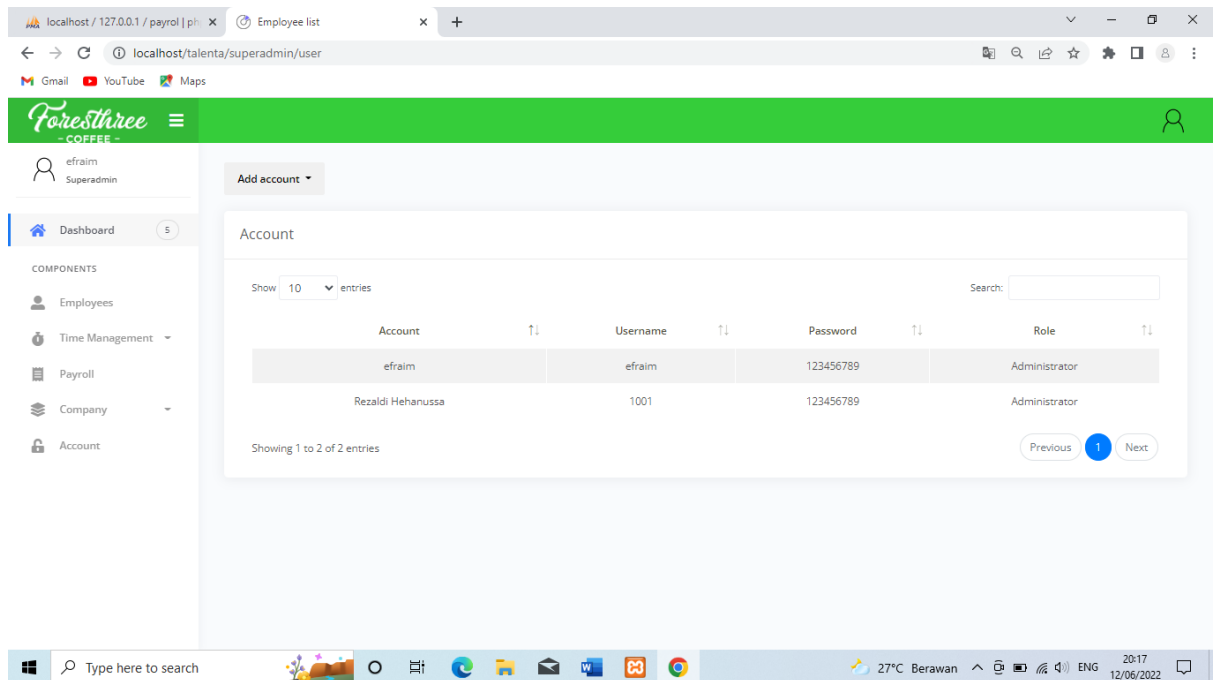 localhost / 127.0.0.1 / payrol | ph
Employee list
localhost/talenta/superadmin/user
Gmail YouTube Maps
Foresthree
- COFFEE -
efraim
Superadmin
Add account
Dashboard 5
Account
COMPONENTS
Employees
Time Management
Payroll
Company
Account
Show 10 entries
Search:
Account Username Password Role
efraim efraim 123456789 Administrator
Rezaldi Hehanussa 1001 123456789 Administrator
Showing 1 to 2 of 2 entries
Previous 1 Next
Type here to search
27°C Berawan
ENG
20:17
12/06/2022